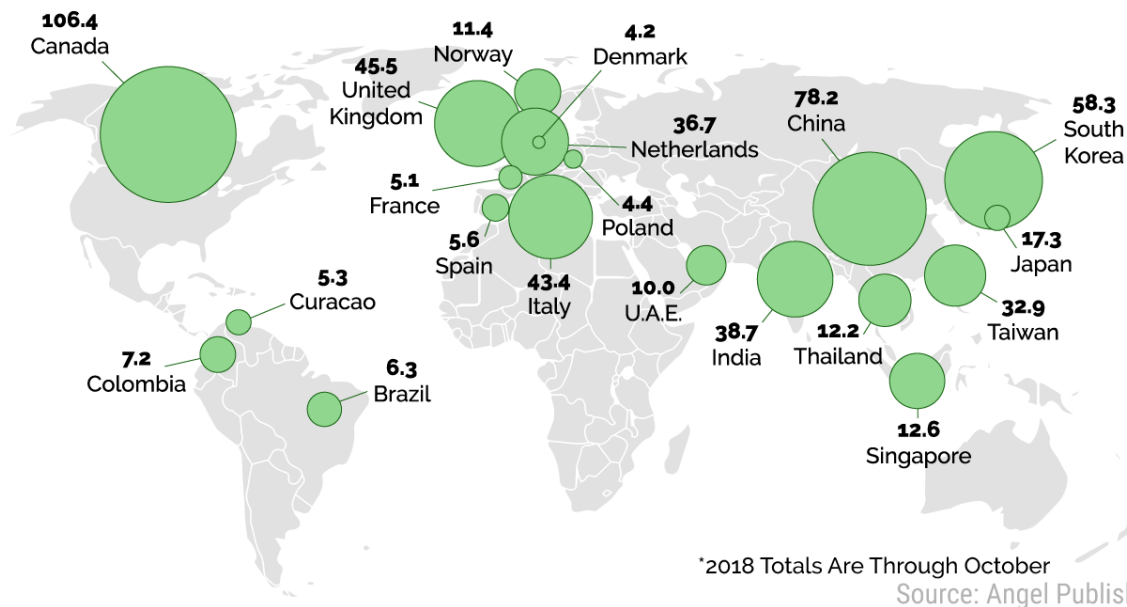 106.4
Canada
11.4
Norway
4.2
Denmark
45.5
United
Kingdom
36.7
Netherlands
78.2
China
58.3
South
Korea
5.1
France
4.4
Poland
5.6
Spain
43.4
Italy
10.0
U.A.E.
17.3
Japan
5.3
Curacao
38.7
India
12.2
Thailand
32.9
Taiwan
7.2
Colombia
6.3
Brazil
12.6
Singapore
*2018 Totals Are Through October
Source: Angel Publish